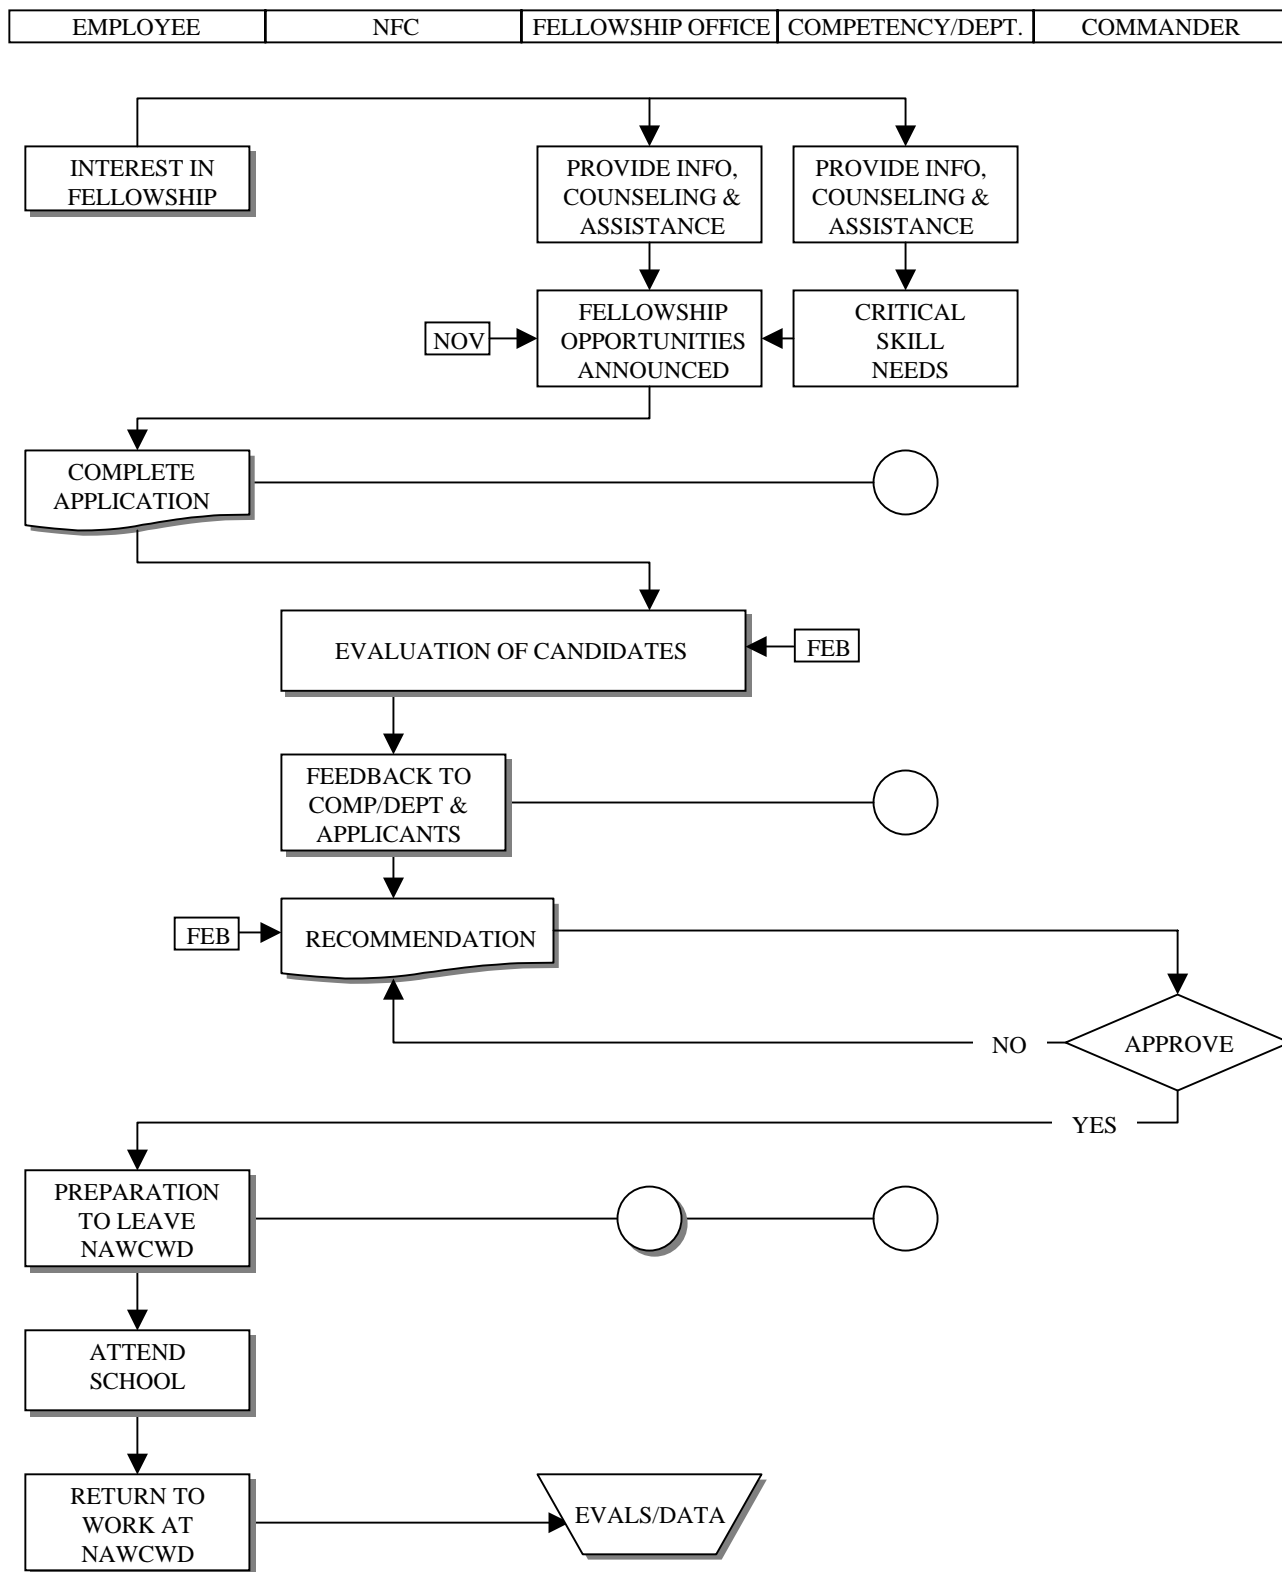 EMPLOYEE
NFC
FELLOWSHIP OFFICE
COMPETENCY/DEPT.
COMMANDER
INTEREST IN
FELLOWSHIP
PROVIDE INFO,
COUNSELING &
ASSISTANCE
PROVIDE INFO,
COUNSELING &
ASSISTANCE
NOV
FELLOWSHIP
OPPORTUNITIES
ANNOUNCED
CRITICAL
SKILL
NEEDS
COMPLETE
APPLICATION
EVALUATION OF CANDIDATES
FEB
FEEDBACK TO
COMP/DEPT &
APPLICANTS
FEB
RECOMMENDATION
NO
APPROVE
YES
PREPARATION
TO LEAVE
NAWCWD
ATTEND
SCHOOL
RETURN TO
WORK AT
NAWCWD
EVALS/DATA